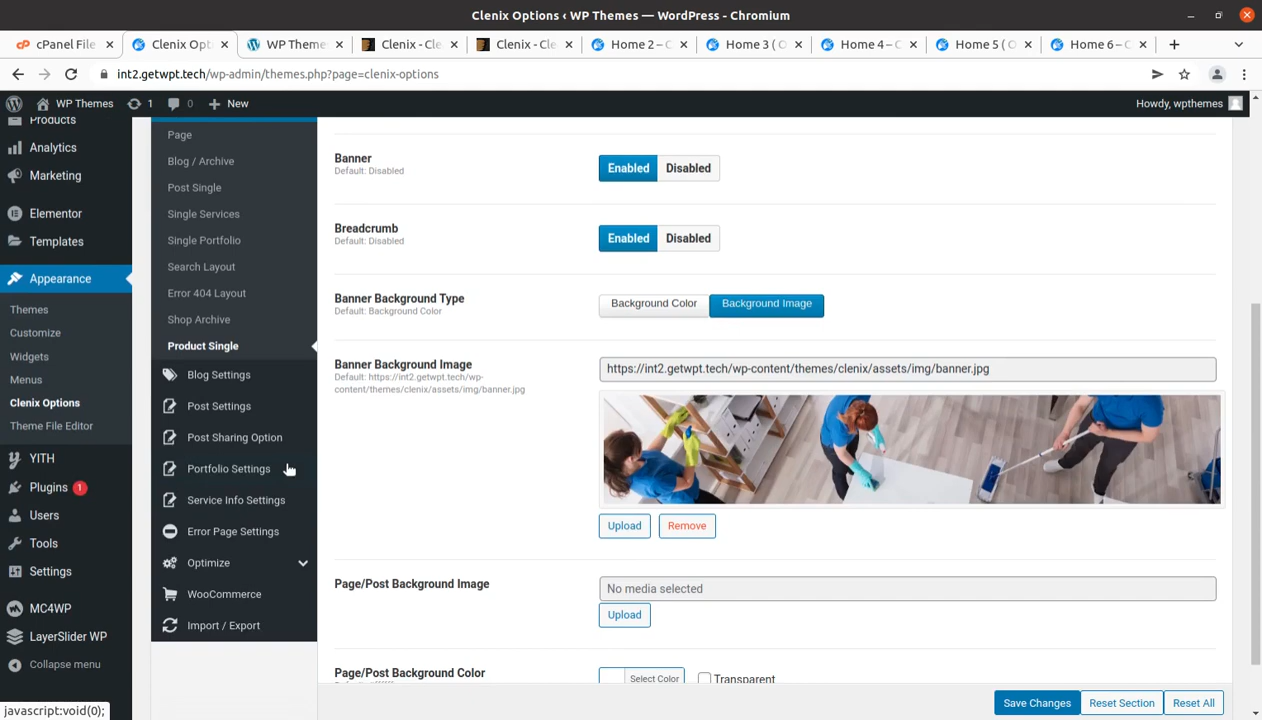 Clenix Options ‹ WP Themes — WordPress - Chromium
cPanel File
Clenix Opti
WP Theme
Clenix - Cle
Clenix - Cle
Home 2 – C
Home 3 ( O
Home 4 – C
Home 5 ( O
Home 6 – C
int2.getwpt.tech/wp-admin/themes.php?page=clenix-options
WP Themes
1
0
New
Howdy, wpthemes
Products
Analytics
Marketing
Elementor
Templates
Appearance
Themes
Customize
Widgets
Menus
Clenix Options
Theme File Editor
YITH
Plugins 1
Users
Tools
Settings
MC4WP
LayerSlider WP
Collapse menu
javascript:void(0);
Page
Blog / Archive
Post Single
Single Services
Single Portfolio
Search Layout
Error 404 Layout
Shop Archive
Product Single
Blog Settings
Post Settings
Post Sharing Option
Portfolio Settings
Service Info Settings
Error Page Settings
Optimize
WooCommerce
Import / Export
Banner
Default: Disabled
Enabled
Disabled
Breadcrumb
Default: Disabled
Enabled
Disabled
Banner Background Type
Default: Background Color
Background Color
Background Image
Banner Background Image
Default: https://int2.getwpt.tech/wp-
content/themes/clenix/assets/img/banner.jpg
https://int2.getwpt.tech/wp-content/themes/clenix/assets/img/banner.jpg
Upload
Remove
Page/Post Background Image
No media selected
Upload
Page/Post Background Color
Select Color
Transparent
Save Changes
Reset Section
Reset All